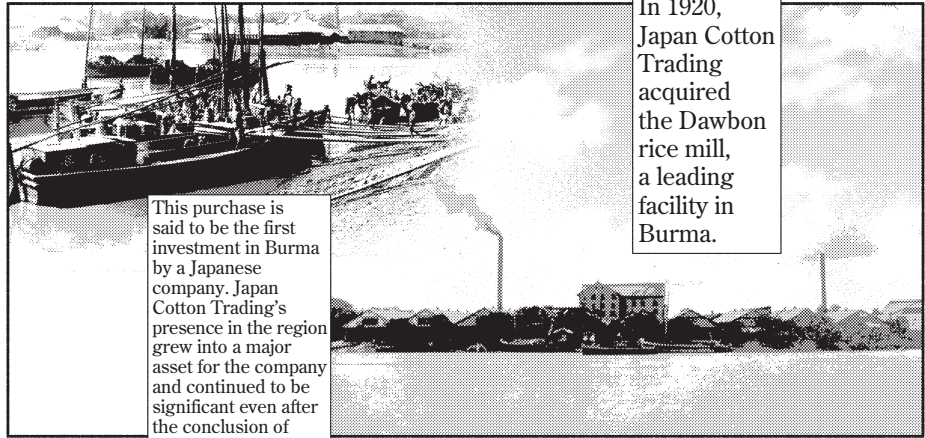 In 1920,
Japan Cotton
Trading
acquired
the Dawbon
rice mill,
a leading
facility in
Burma.
This purchase is
said to be the first
investment in Burma
by a Japanese
company. Japan
Cotton Trading's
presence in the region
grew into a major
asset for the company
and continued to be
significant even after
the conclusion of